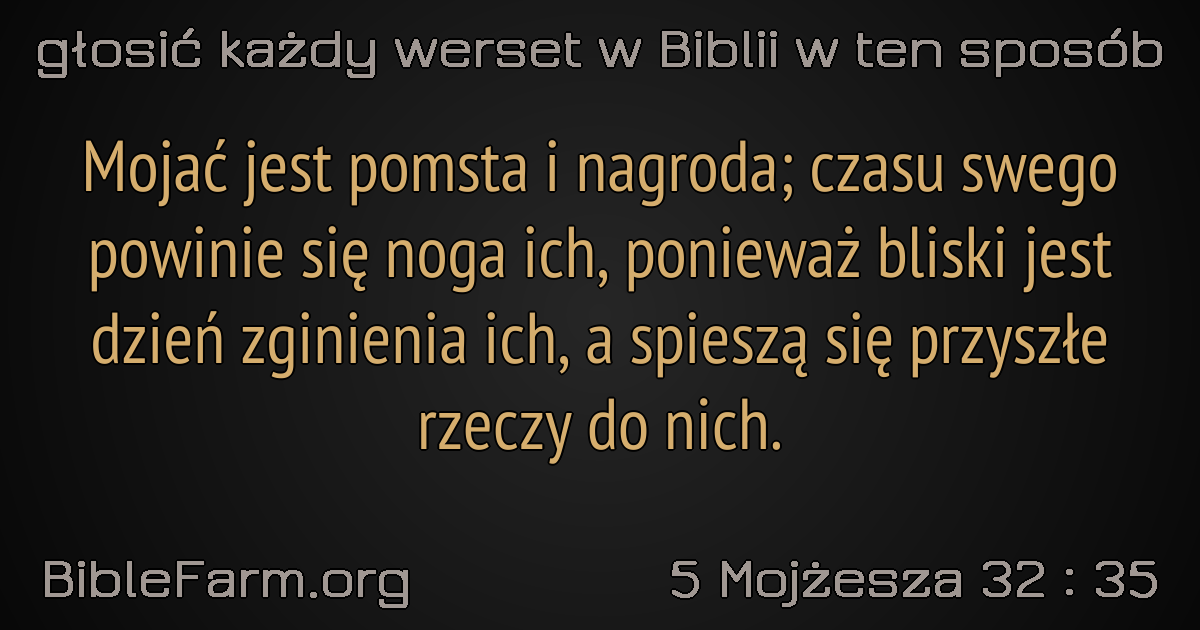 głosić każdy werset w Biblii w ten sposób
Mojać jest pomsta i nagroda; czasu swego
powinie się noga ich, ponieważ bliski jest
dzień zginienia ich, a spieszą się przyszłe
rzeczy do nich.
BibleFarm.org
5 Mojżesza 32 : 35